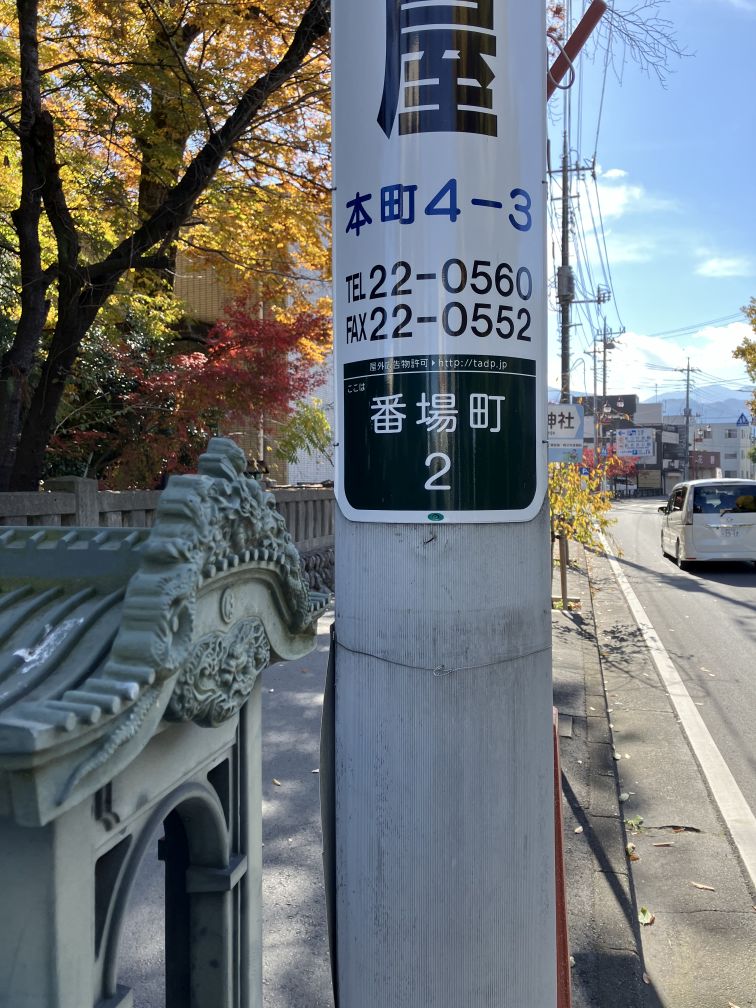 屋
本町4-3
TEL22-0560
FAX22-0552
屋外広告物許可▶http://tadp.jp
ここは
番場町
2
神社